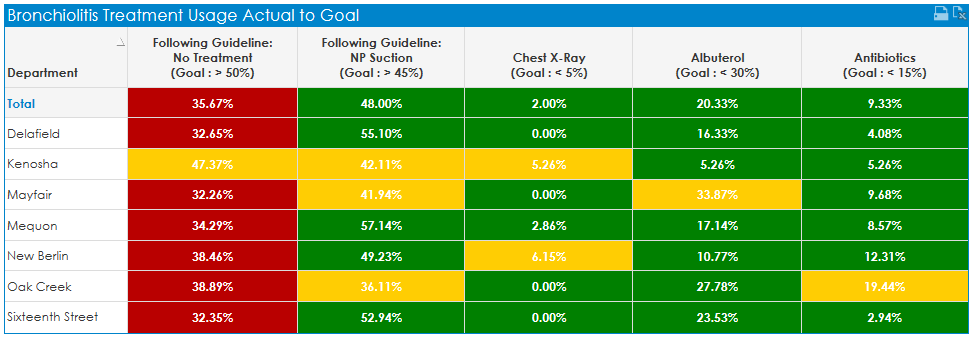 Bronchiolitis Treatment Usage Actual to Goal
Department Following Guideline: No Treatment (Goal : > 50%) Following Guideline: NP Suction (Goal : > 45%) Chest X-Ray (Goal : < 5%) Albuterol (Goal : < 30%) Antibiotics (Goal : < 15%)
Total 35.67% 48.00% 2.00% 20.33% 9.33%
Delafield 32.65% 55.10% 0.00% 16.33% 4.08%
Kenosha 47.37% 42.11% 5.26% 5.26% 5.26%
Mayfair 32.26% 41.94% 0.00% 33.87% 9.68%
Mequon 34.29% 57.14% 2.86% 17.14% 8.57%
New Berlin 38.46% 49.23% 6.15% 10.77% 12.31%
Oak Creek 38.89% 36.11% 0.00% 27.78% 19.44%
Sixteenth Street 32.35% 52.94% 0.00% 23.53% 2.94%